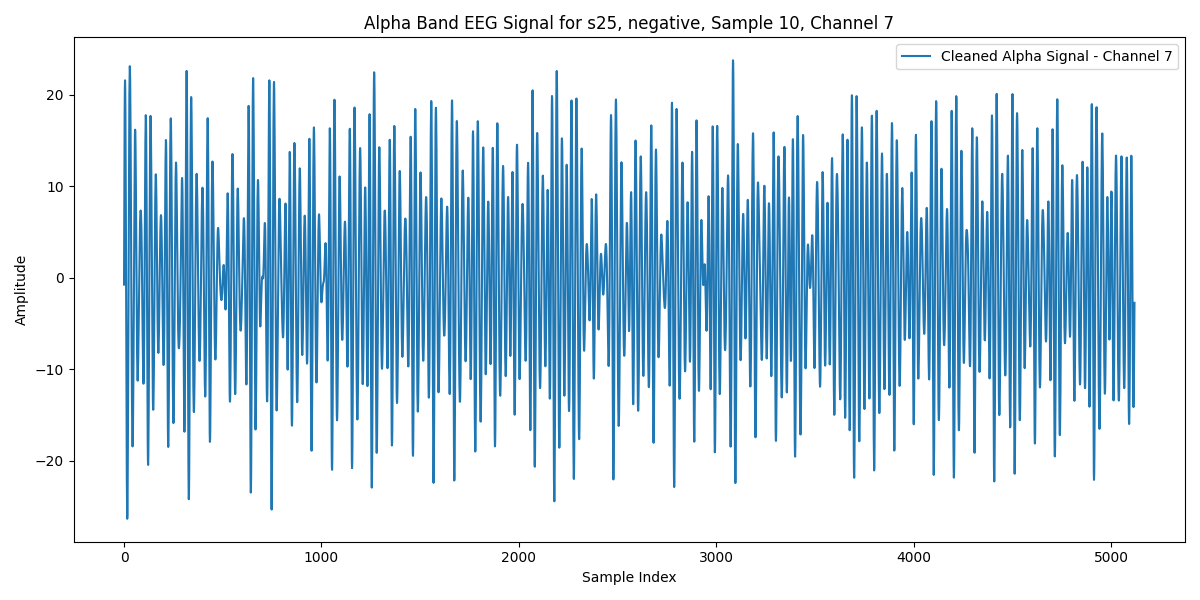 Alpha Band EEG Signal for s25, negative, Sample 10, Channel 7
Cleaned Alpha Signal - Channel 7
Amplitude
20
10
0
−10
−20
0 1000 2000 3000 4000 5000
Sample Index